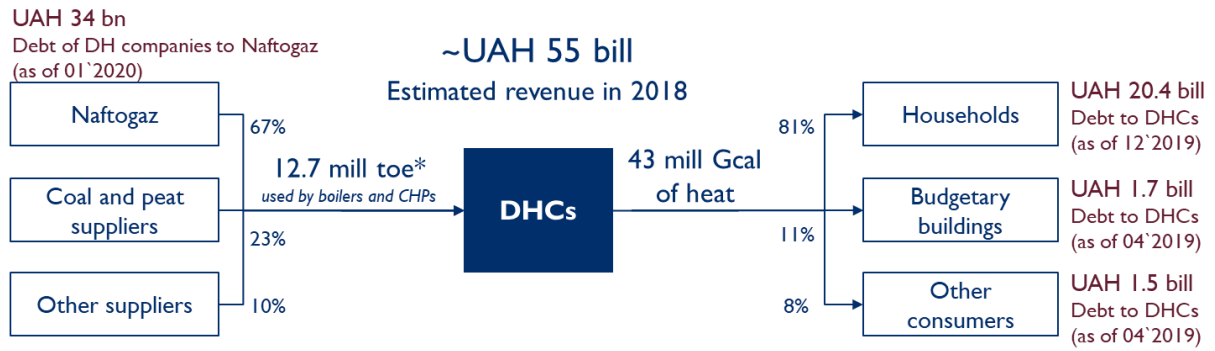 UAH 34 bn
Debt of DH companies to Naftogaz
(as of 01`2020)
~UAH 55 bill
Estimated revenue in 2018
Naftogaz
67%
Coal and peat
suppliers
23%
Other suppliers
10%
12.7 mill toe*
used by boilers and CHPs
DHCs
43 mill Gcal
of heat
81%
Households
UAH 20.4 bill
Debt to DHCs
(as of 12`2019)
11%
Budgetary
buildings
UAH 1.7 bill
Debt to DHCs
(as of 04`2019)
8%
Other
consumers
UAH 1.5 bill
Debt to DHCs
(as of 04`2019)